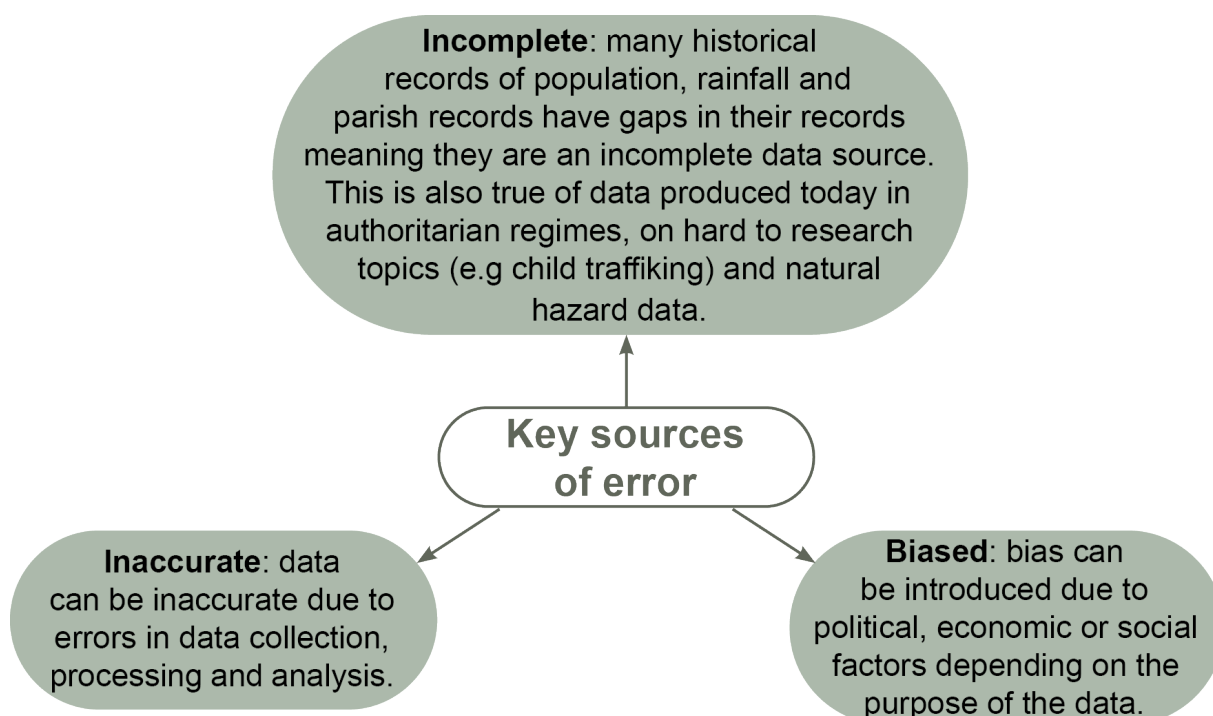 Incomplete: many historical
records of population, rainfall and
parish records have gaps in their records
meaning they are an incomplete data source.
This is also true of data produced today in
authoritarian regimes, on hard to research
topics (e.g child traffiking) and natural
hazard data.
Key sources
of error
Inaccurate: data
can be inaccurate due to
errors in data collection,
processing and analysis.
Biased: bias can
be introduced due to
political, economic or social
factors depending on the
purpose of the data.